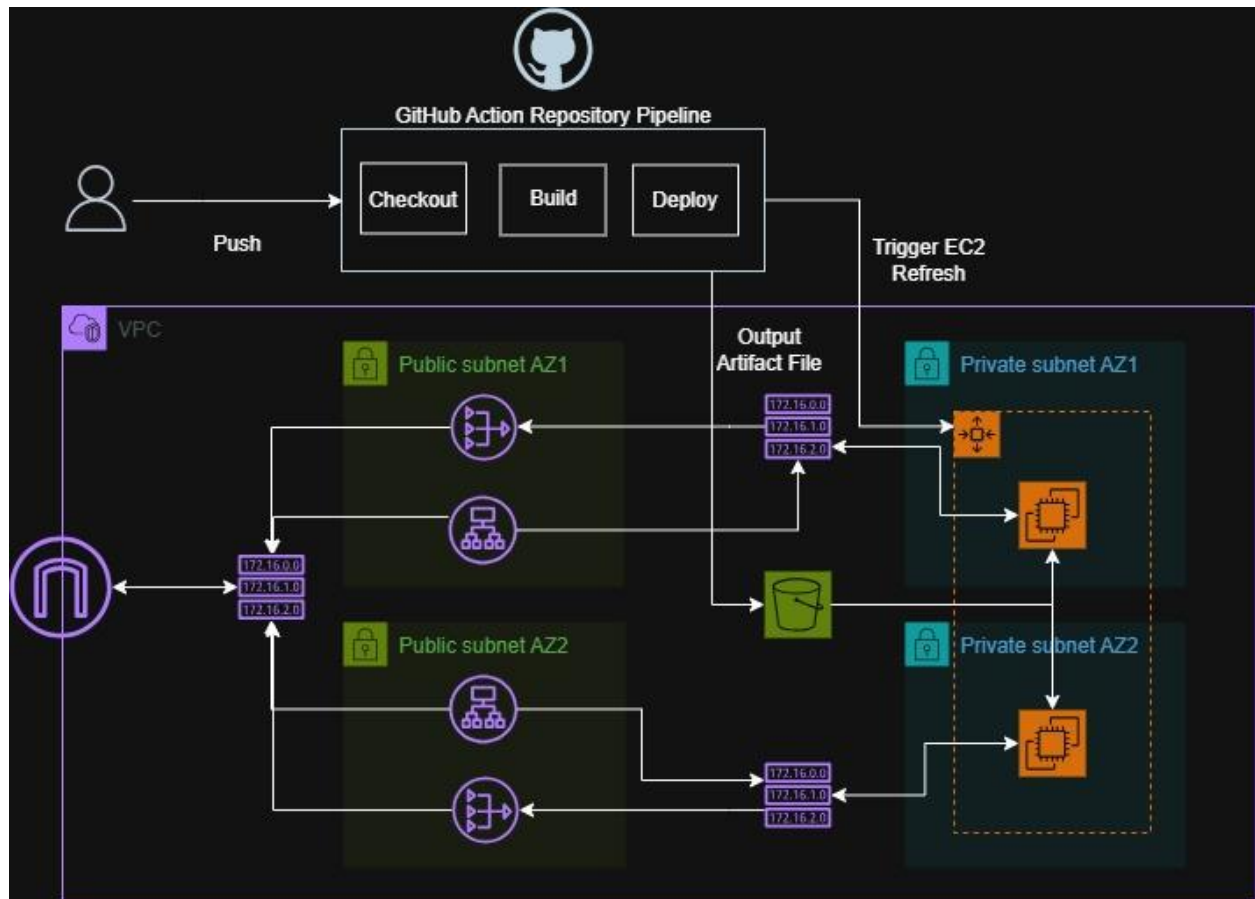 GitHub Action Repository Pipeline
Checkout
Build
Deploy
Push
Trigger EC2
Refresh
VPC
Output
Artifact File
Public subnet AZ1
Private subnet AZ1
172.16.0.0
172.16.1.0
172.16.2.0
172.16.0.0
172.16.1.0
172.16.2.0
Public subnet AZ2
Private subnet AZ2
172.16.0.0
172.16.1.0
172.16.2.0